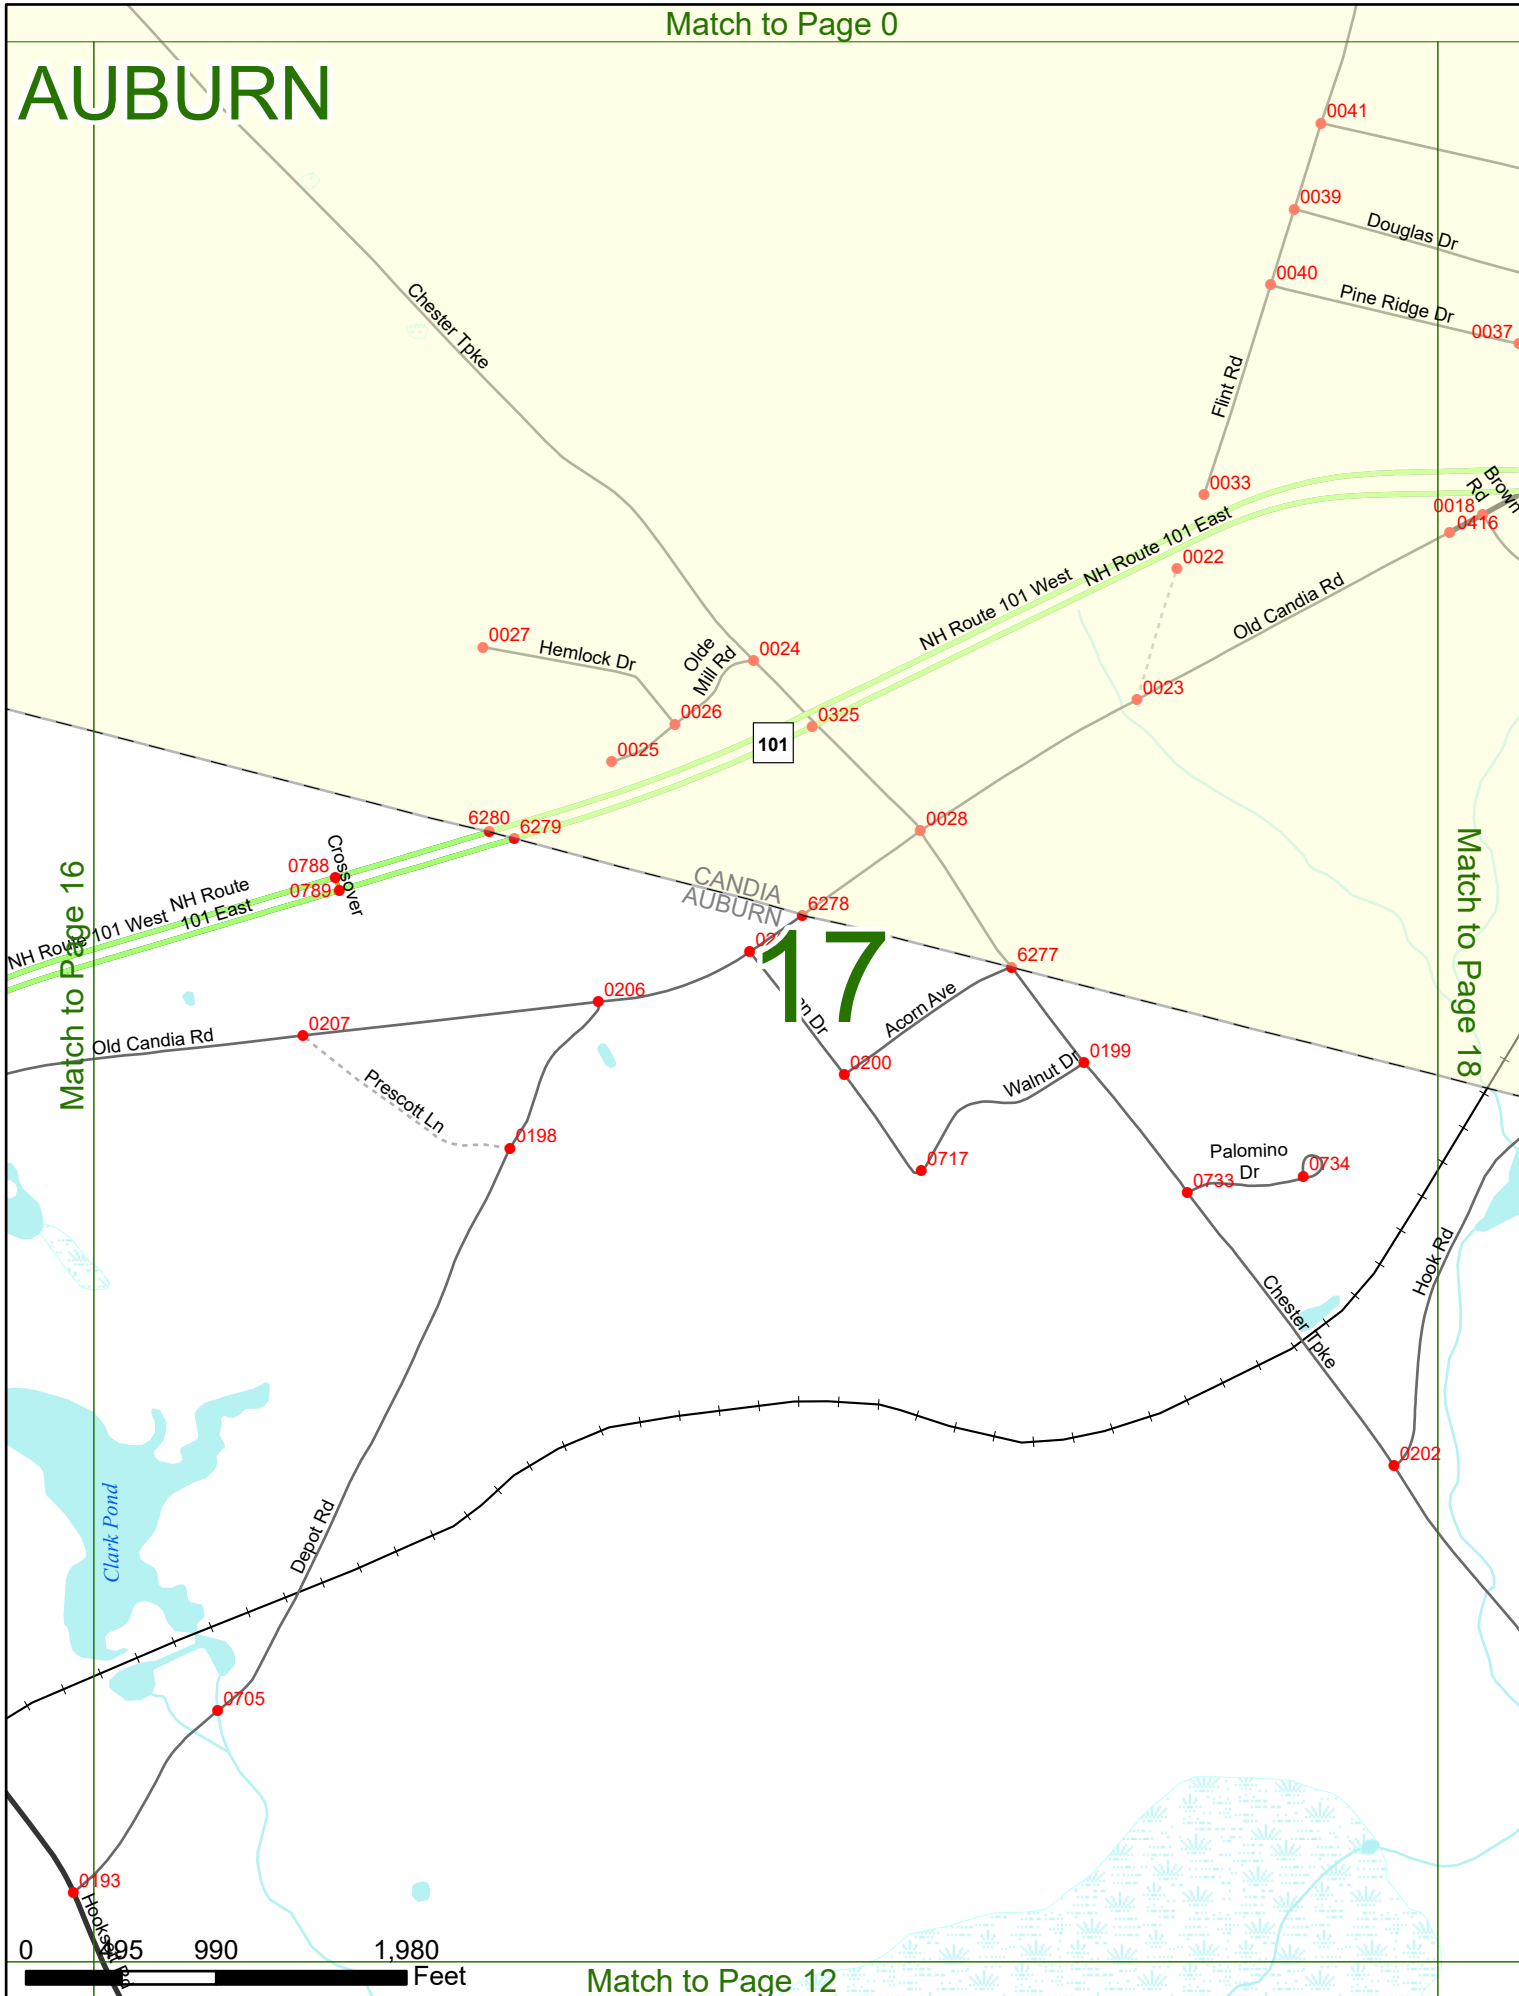 Match to Page 0
AUBURN
0041
0039
Douglas Dr
0040
Pine Ridge Dr
0037
Chester Tpke
Flint Rd
0033
Brown
Rd
0018
0416
NH Route 101 East
0022
NH Route 101 West
Old Candia Rd
0027
Hemlock Dr
Olde
Mill Rd
0024
0023
0026
0325
101
0025
6280
6279
0028
Crossover
0788
0789
Match to Page 16
NH Route
101 East
NH Route 101 West
CANDIA
AUBURN
6278
17
6277
Match to Page 18
0206
Acorn Ave
Dr
0207
Old Candia Rd
0200
Walnut Dr
0199
Prescott Ln
0198
0717
Palomino
Dr
0734
0733
Hook Rd
Chester Tpke
0202
Clark Pond
Depot Rd
0705
0193
0
495
990
1,980
Feet
Match to Page 12